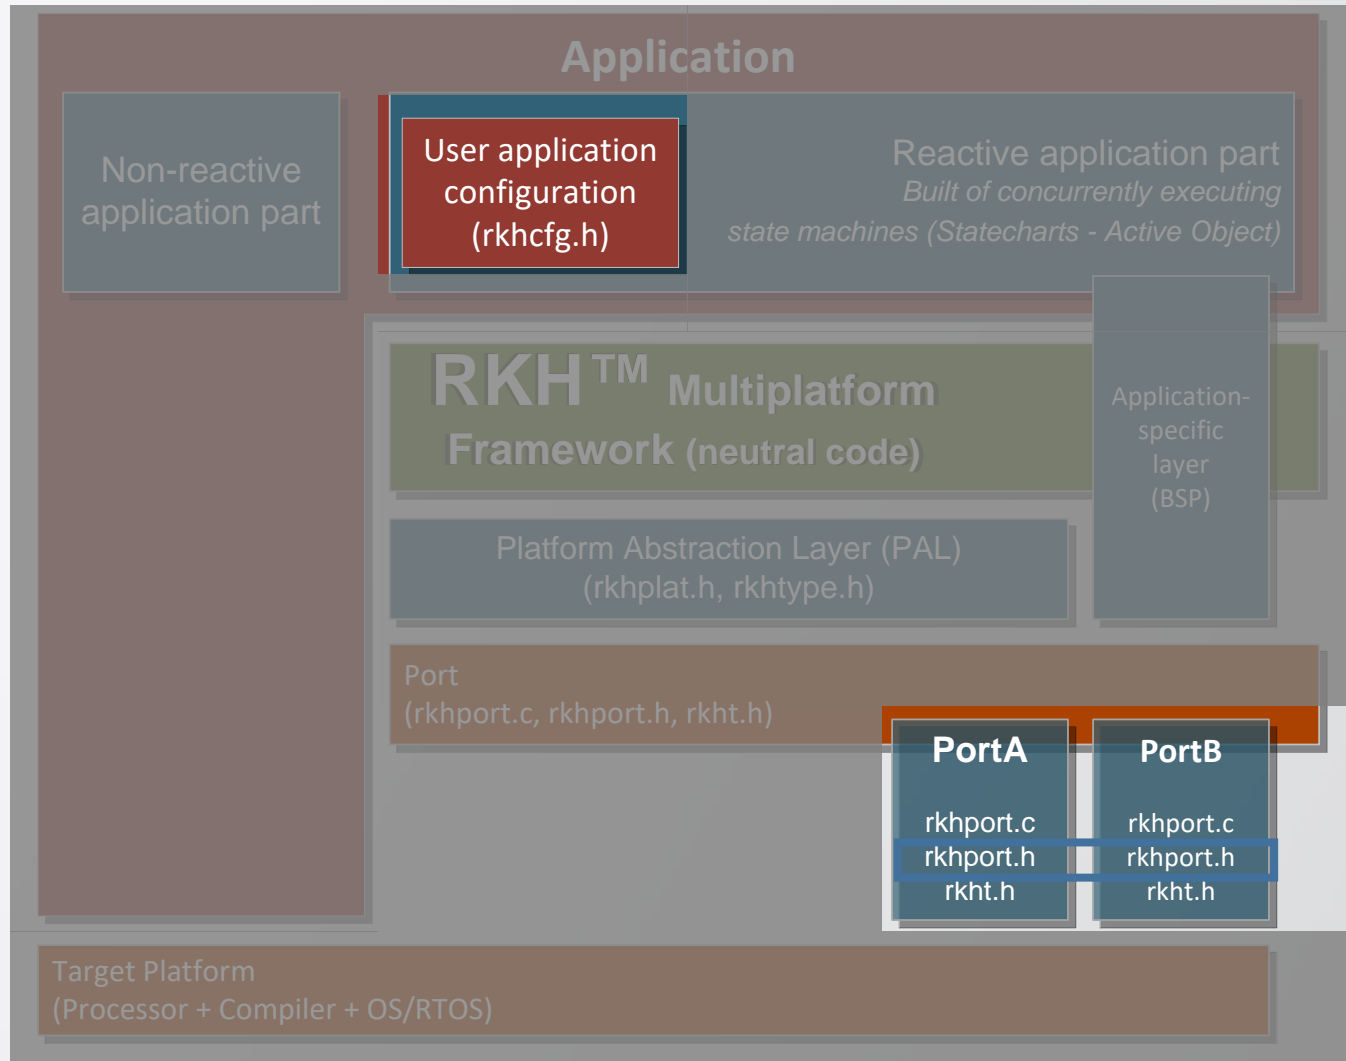 Application
Non-reactive
application part
User application
configuration
(rkhcfg.h)
Reactive application part
Built of concurrently executing
state machines (Statecharts - Active Object)
RKH™ Multiplatform
Framework (neutral code)
Application-
specific
layer
(BSP)
Platform Abstraction Layer (PAL)
(rkhplat.h, rkhtype.h)
Port
(rkhport.c, rkhport.h, rkht.h)
PortA
rkhport.c
rkhport.h
rkht.h
PortB
rkhport.c
rkhport.h
rkht.h
Target Platform
(Processor + Compiler + OS/RTOS)